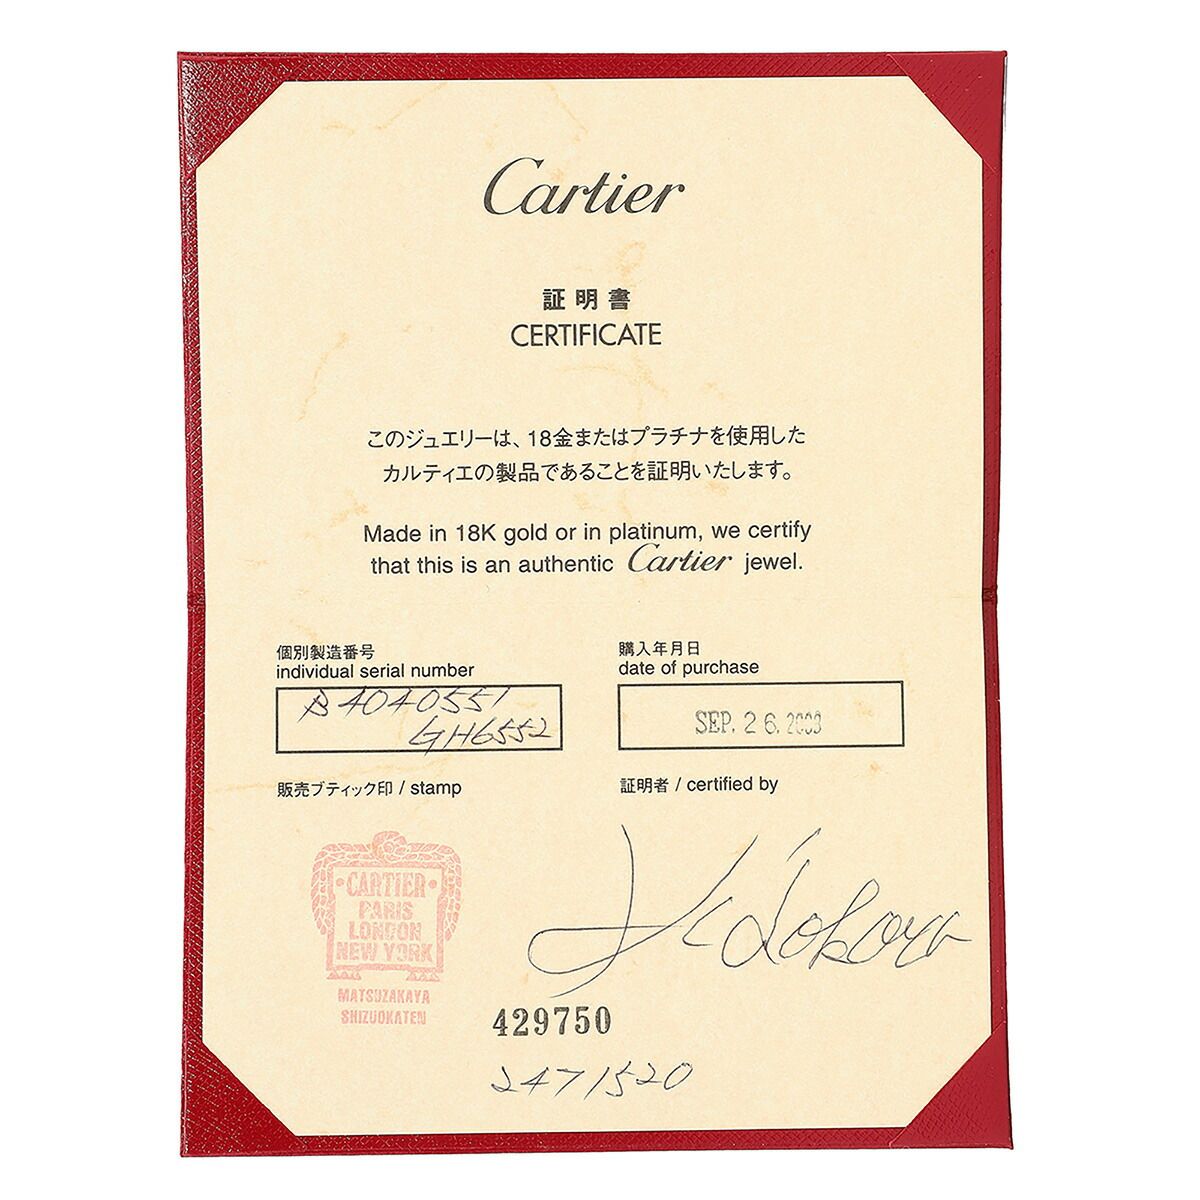 Cartier
証明書
CERTIFICATE
このジュエリーは、18金またはプラチナを使用した
カルティエの製品であることを証明いたします。
Made in 18K gold or in platinum, we certify
that this is an authentic Cartier jewel.
個別製造番号
individual serial number
B4040551
GH6552
購入年月日
date of purchase
SEP. 26.
販売ブティック印 / stamp
証明者 / certified by
CARTIER
PARIS
LONDON
NEW YORK
MATSUZAKAYA
SHIZUOKATEN
429750
2471520